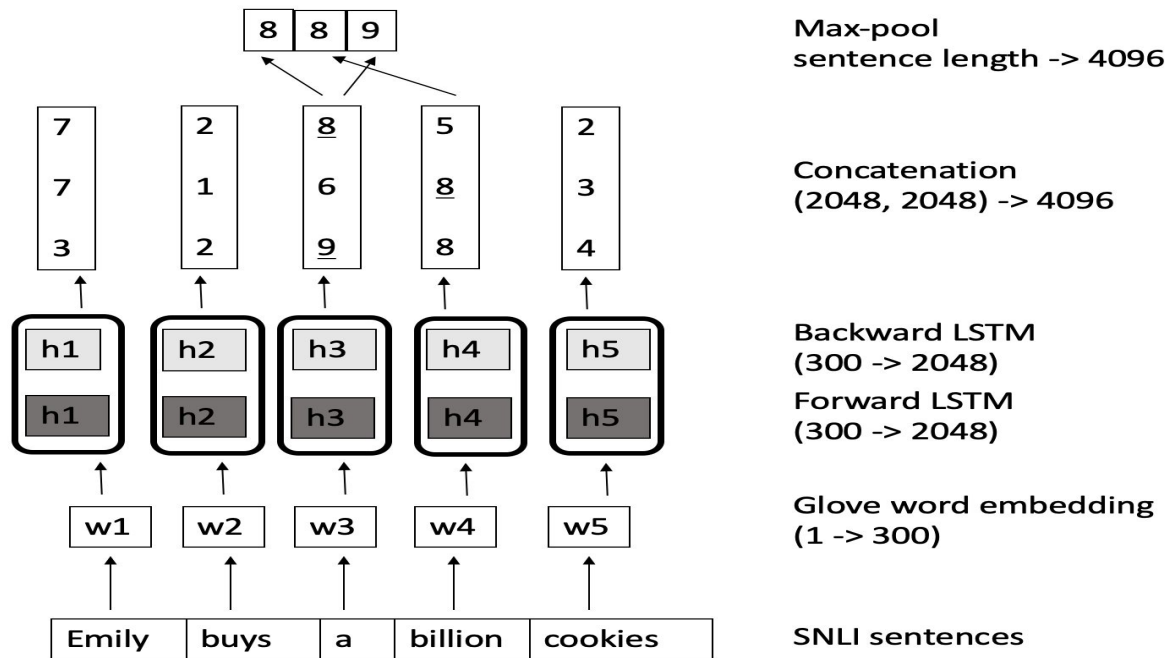 8 8 9
Max-pool
sentence length -> 4096
7 2 8 5 2
7 1 6 8 3
3 2 9 8 4
Concatenation
(2048, 2048) -> 4096
h1 h2 h3 h4 h5
Backward LSTM
(300 -> 2048)
h1 h2 h3 h4 h5
Forward LSTM
(300 -> 2048)
w1 w2 w3 w4 w5
Glove word embedding
(1 -> 300)
Emily buys a billion cookies
SNLI sentences